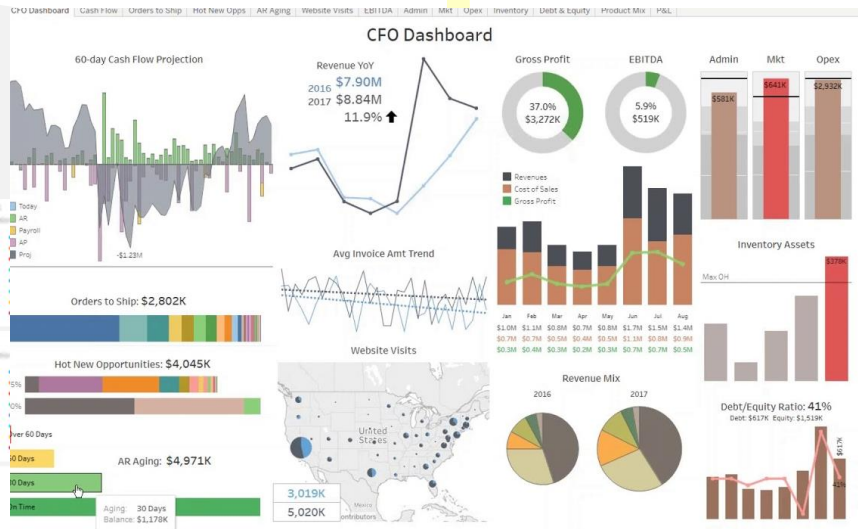 CFO Dashboard Cash Flow Orders to Ship Hot New Opps AR Aging Website Visits EBITDA Admin Mkt Opex Inventory Debt & Equity Product Mix P&L
CFO Dashboard
60-day Cash Flow Projection
Today
AR
Payroll
AP
Proj
-$1.23M
Orders to Ship: $2,802K
Hot New Opportunities: $4,045K
5%
0%
Over 60 Days
60 Days
30 Days
On Time
AR Aging: $4,971K
Aging: 30 Days
Balance: $1,178K
Revenue YoY
2016 $7.90M
2017 $8.84M
11.9%
Avg Invoice Amt Trend
Website Visits
United
States
Mexico
contributors
3,019K
5,020K
Gross Profit
37.0%
$3,272K
EBITDA
5.9%
$519K
Revenues
Cost of Sales
Gross Profit
Jan Feb Mar Apr May Jun Jul Aug
$1.0M $1.1M $0.8M $0.7M $0.8M $1.7M $1.5M $1.4M
$0.7M $0.7M $0.5M $0.4M $0.5M $1.1M $0.8M $0.9M
$0.3M $0.4M $0.3M $0.2M $0.3M $0.7M $0.7M $0.5M
Revenue Mix
2016 2017
Admin Mkt Opex
$581K $641K $2,932K
Inventory Assets
$378K
Max OH
Debt/Equity Ratio: 41%
Debt: $617K Equity: $1,519K
$617K
41%